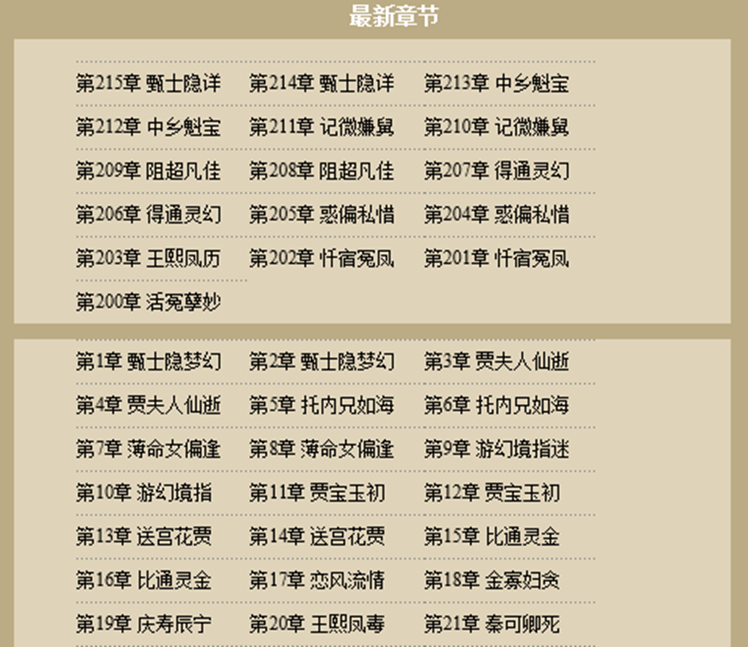 最新章节
第215章 甄士隐详 第214章 甄士隐详 第213章 中乡魁宝
第212章 中乡魁宝 第211章 记微嫌舅 第210章 记微嫌舅
第209章 阻超凡佳 第208章 阻超凡佳 第207章 得通灵幻
第206章 得通灵幻 第205章 惑偏私惜 第204章 惑偏私惜
第203章 王熙凤历 第202章 忏宿冤凤 第201章 忏宿冤凤
第200章 活冤孽妙
第1章 甄士隐梦幻 第2章 甄士隐梦幻 第3章 贾夫人仙逝
第4章 贾夫人仙逝 第5章 托内兄如海 第6章 托内兄如海
第7章 薄命女偏逢 第8章 薄命女偏逢 第9章 游幻境指迷
第10章 游幻境指 第11章 贾宝玉初 第12章 贾宝玉初
第13章 送宫花贾 第14章 送宫花贾 第15章 比通灵金
第16章 比通灵金 第17章 恋风流情 第18章 金寡妇贪
第19章 庆寿辰宁 第20章 王熙凤毒 第21章 秦可卿死